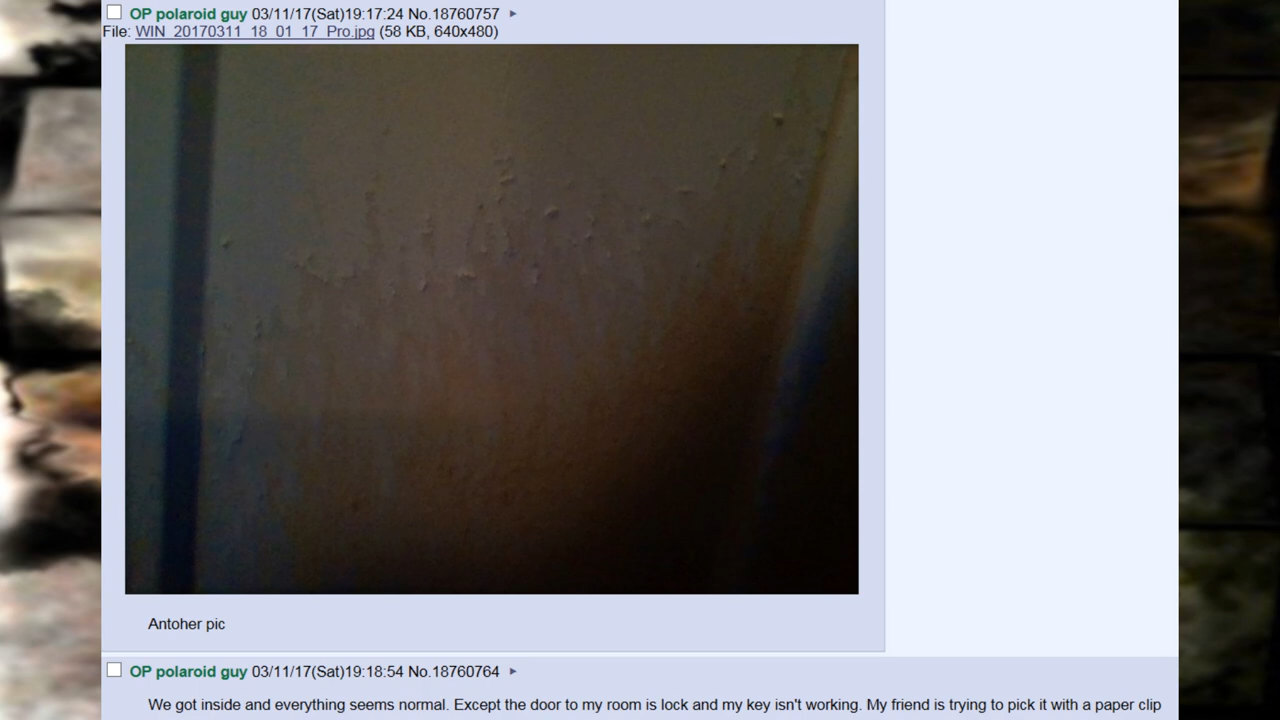 OP polaroid guy 03/11/17(Sat)19:17:24 No.18760757 ▶
File: WIN_20170311_18_01_17_Pro.jpg (58 KB, 640x480)
Antoher pic
OP polaroid guy 03/11/17(Sat)19:18:54 No.18760764 ▶
We got inside and everything seems normal. Except the door to my room is lock and my key isn't working. My friend is trying to pick it with a paper clip